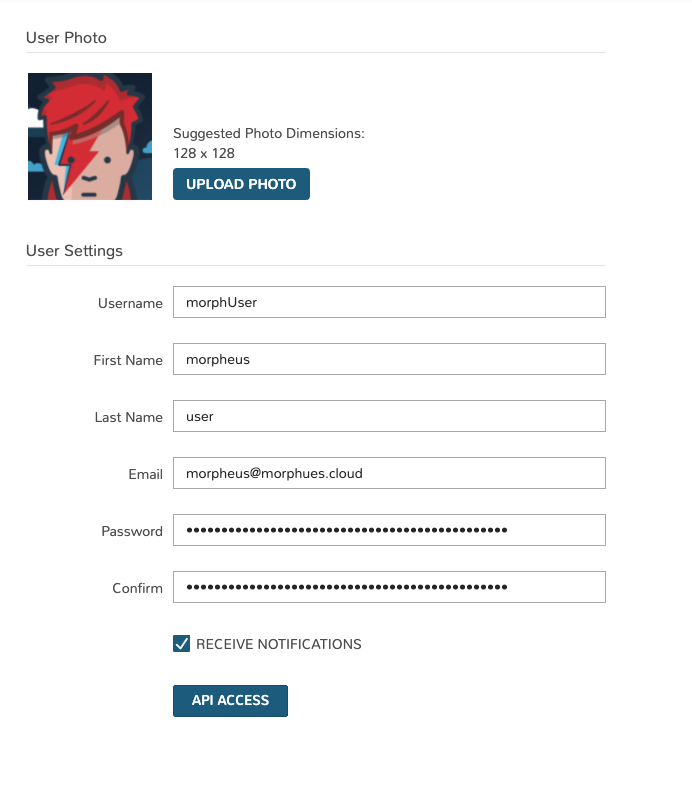 User Photo
Suggested Photo Dimensions:
128 x 128
UPLOAD PHOTO
User Settings
Username morphUser
First Name morpheus
Last Name user
Email morpheus@morphues.cloud
Password ••••••••••••••••••••••••••••••••••••••••••••••
Confirm ••••••••••••••••••••••••••••••••••••••••••••••
RECEIVE NOTIFICATIONS
API ACCESS